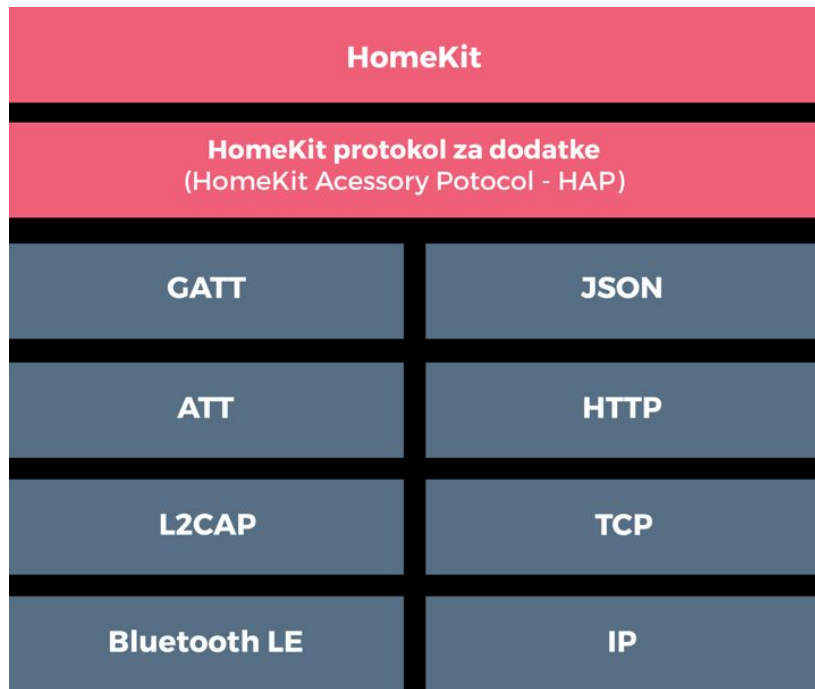 HomeKit
HomeKit protokol za dodatke
(HomeKit Acessory Potocol - HAP)
GATT
JSON
ATT
HTTP
L2CAP
TCP
Bluetooth LE
IP